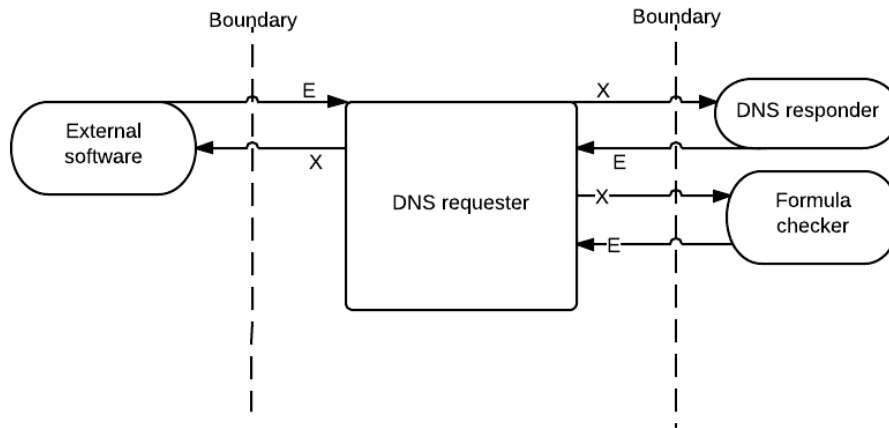 Boundary
Boundary
E
X
DNS responder
External
software
X
E
DNS requester
X
Formula
checker
E